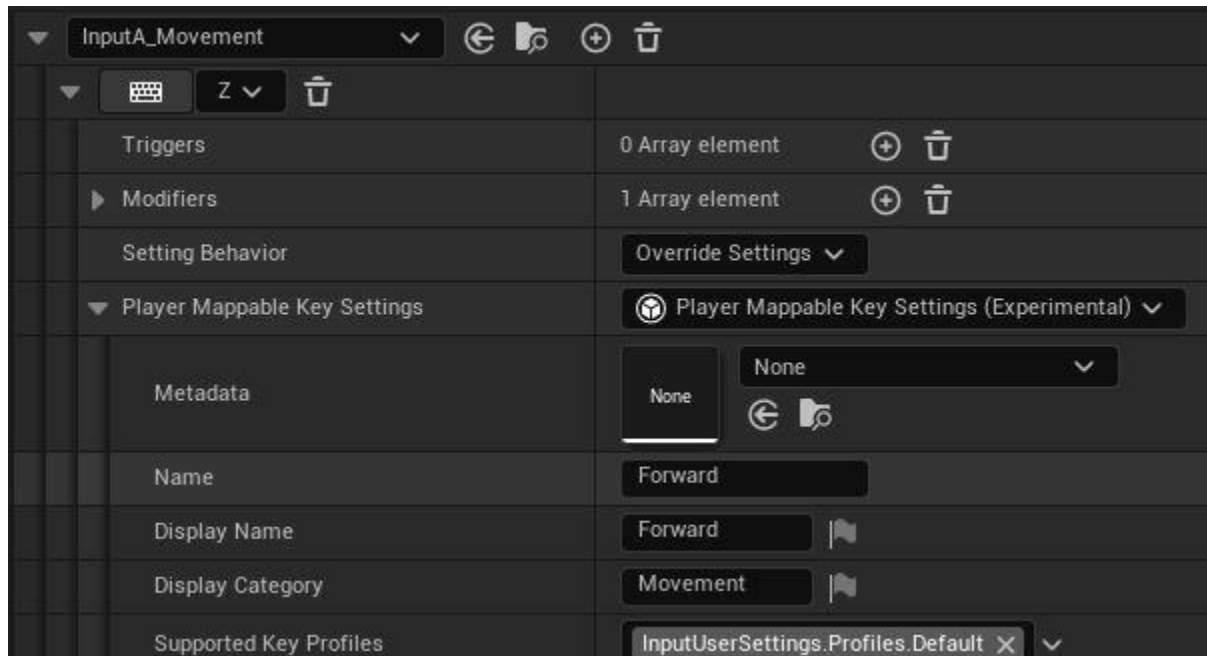 InputA_Movement
Z
Triggers 0 Array element
Modifiers 1 Array element
Setting Behavior Override Settings
Player Mappable Key Settings Player Mappable Key Settings (Experimental)
Metadata None None
Name Forward
Display Name Forward
Display Category Movement
Supported Key Profiles InputUserSettings.Profiles.Default